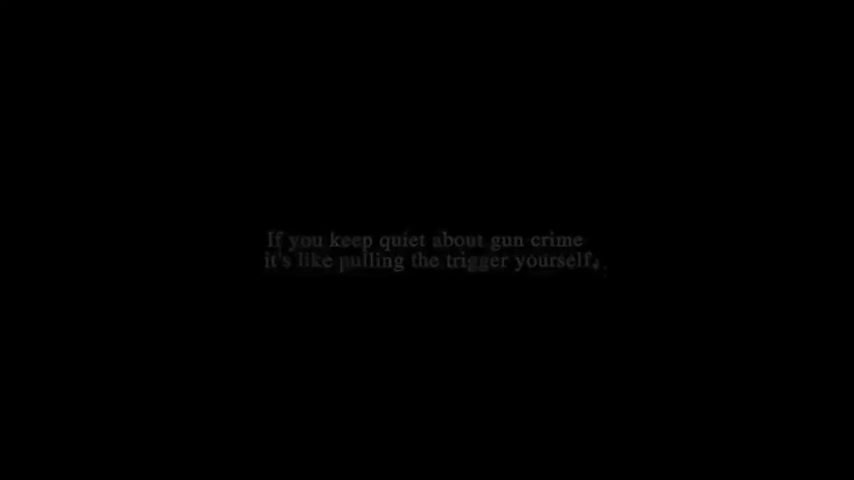 If you keep quiet about gun crime
it's like pulling the trigger yourself.